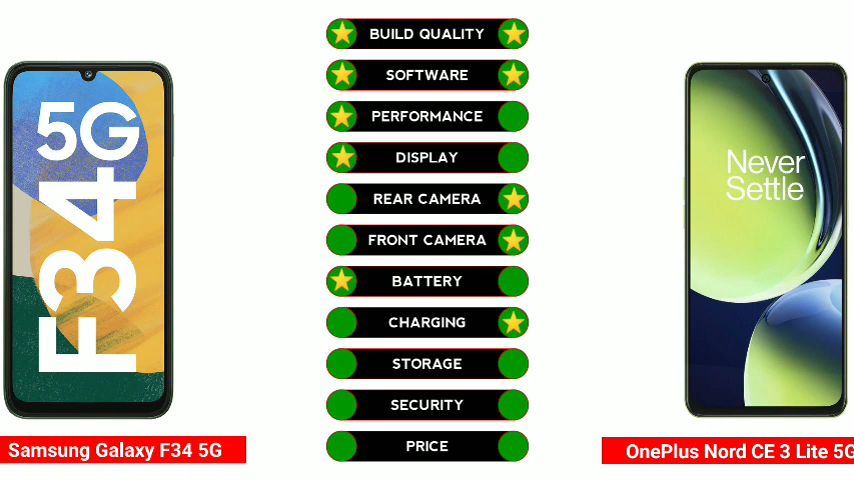 BUILD QUALITY
SOFTWARE
PERFORMANCE
DISPLAY
REAR CAMERA
FRONT CAMERA
BATTERY
CHARGING
STORAGE
SECURITY
PRICE
5G
F34
Samsung Galaxy F34 5G
Never
Settle
OnePlus Nord CE 3 Lite 5G